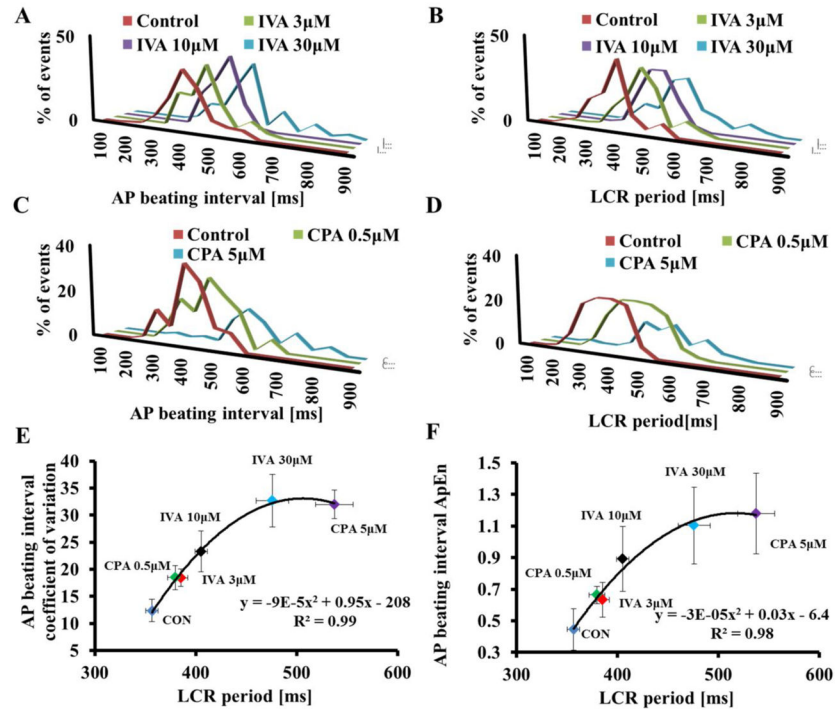 A
Control
IVA 3µM
IVA 10µM
IVA 30µM
% of events
50
0
100
200
300
400
500
600
700
800
900
AP beating interval [ms]
B
Control
IVA 3µM
IVA 10µM
IVA 30µM
% of events
50
0
100
200
300
400
500
600
700
800
900
LCR period [ms]
C
Control
CPA 0.5µM
CPA 5µM
% of events
40
20
0
100
200
300
400
500
600
700
800
900
AP beating interval [ms]
D
Control
CPA 0.5µM
CPA 5µM
% of events
40
20
0
100
200
300
400
500
600
700
800
900
LCR period[ms]
E
AP beating interval
coefficient of variation
40
35
30
25
20
15
10
5
IVA 30µM
IVA 10µM
CPA 5µM
CPA 0.5µM
IVA 3µM
CON
y = -9E-5x² + 0.95x - 208
R² = 0.99
300
400
500
600
LCR period [ms]
F
AP beating interval ApEn
1.5
1.3
1.1
0.9
0.7
0.5
0.3
IVA 30µM
IVA 10µM
CPA 5µM
CPA 0.5µM
IVA 3µM
CON
y = -3E-05x² + 0.03x - 6.4
R² = 0.98
300
400
500
600
LCR period [ms]